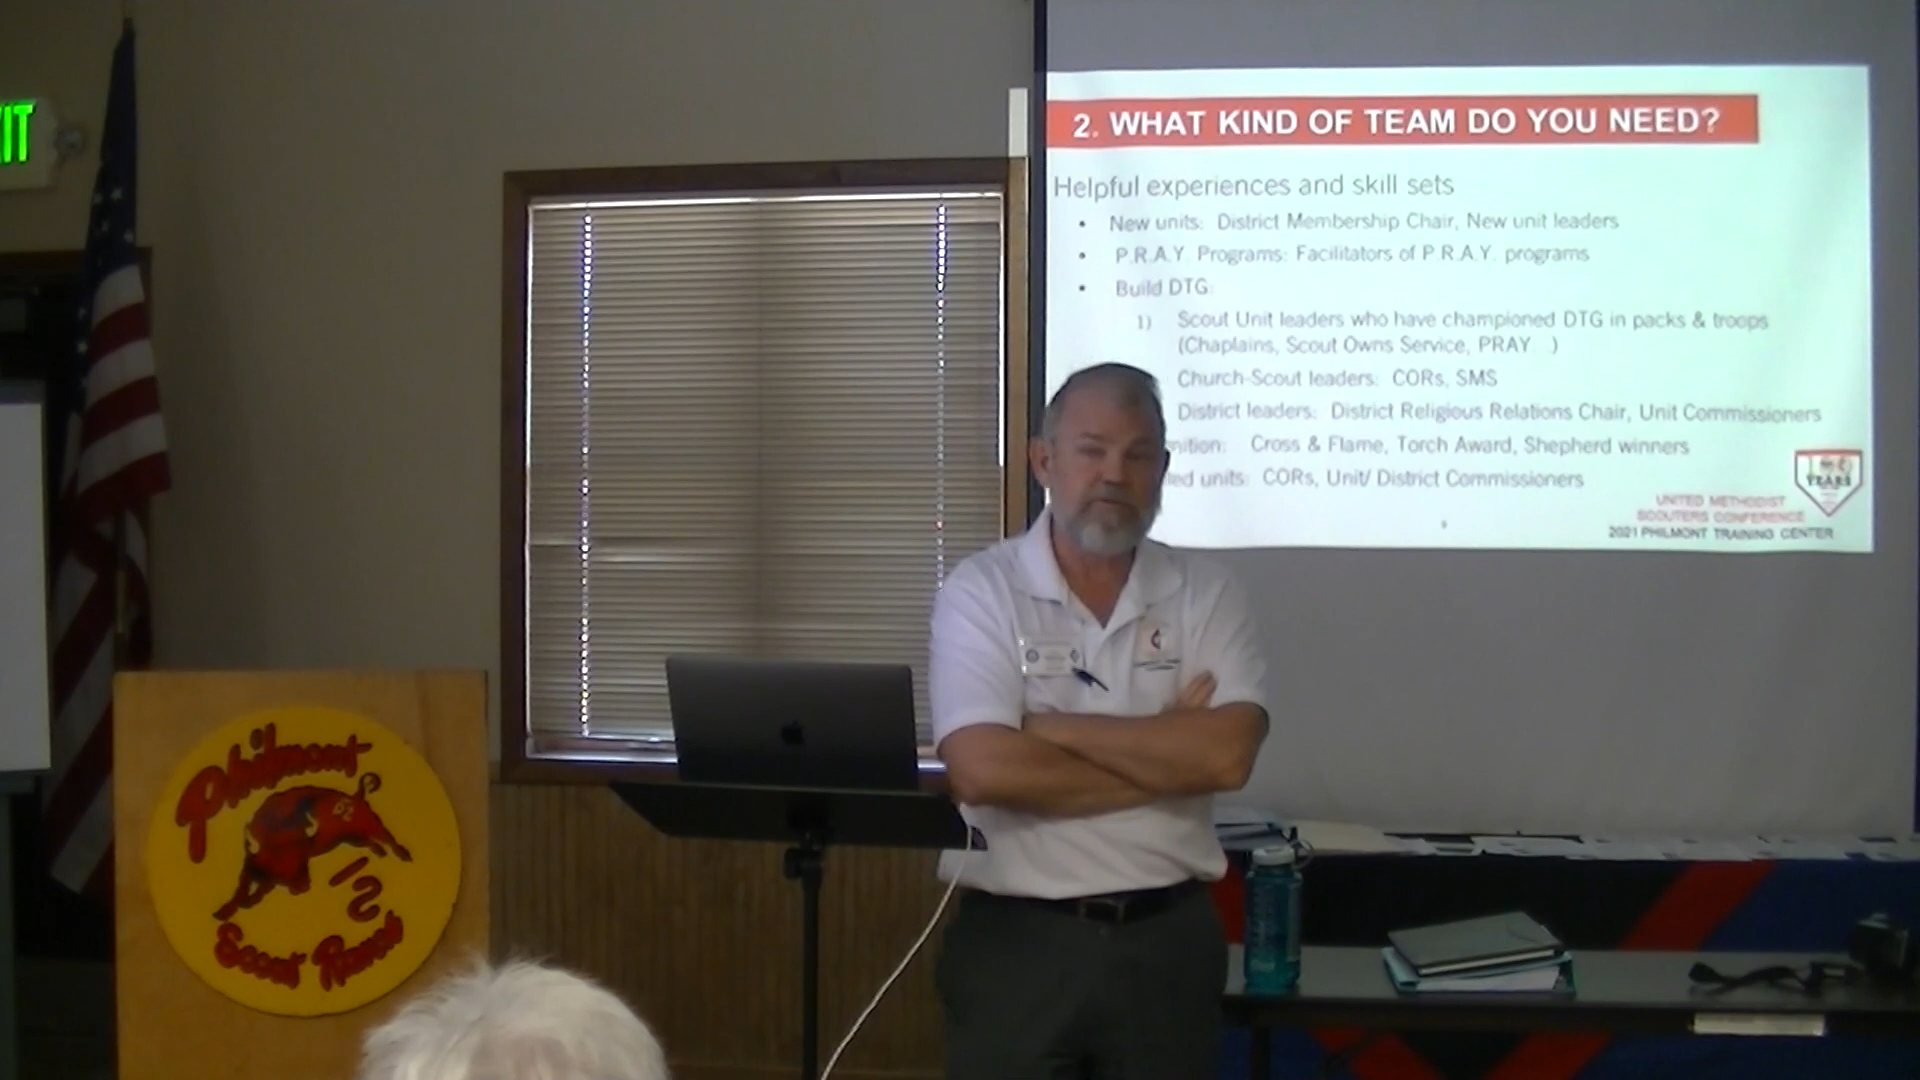 IT
2. WHAT KIND OF TEAM DO YOU NEED?
Helpful experiences and skill sets
• New units: District Membership Chair, New unit leaders
• P.R.A.Y. Programs: Facilitators of P.R.A.Y. programs
• Build DTG:
1) Scout Unit leaders who have championed DTG in packs & troops
(Chaplains, Scout Owns Service, PRAY...)
Church-Scout leaders: CORs, SMS
District leaders: District Religious Relations Chair, Unit Commissioners
nition: Cross & Flame, Torch Award, Shepherd winners
ted units: CORs, Unit/ District Commissioners
YEARS
UNITED METHODIST
SCOUTERS CONFERENCE
2021 PHILMONT TRAINING CENTER
Philmont
Scout Ranch